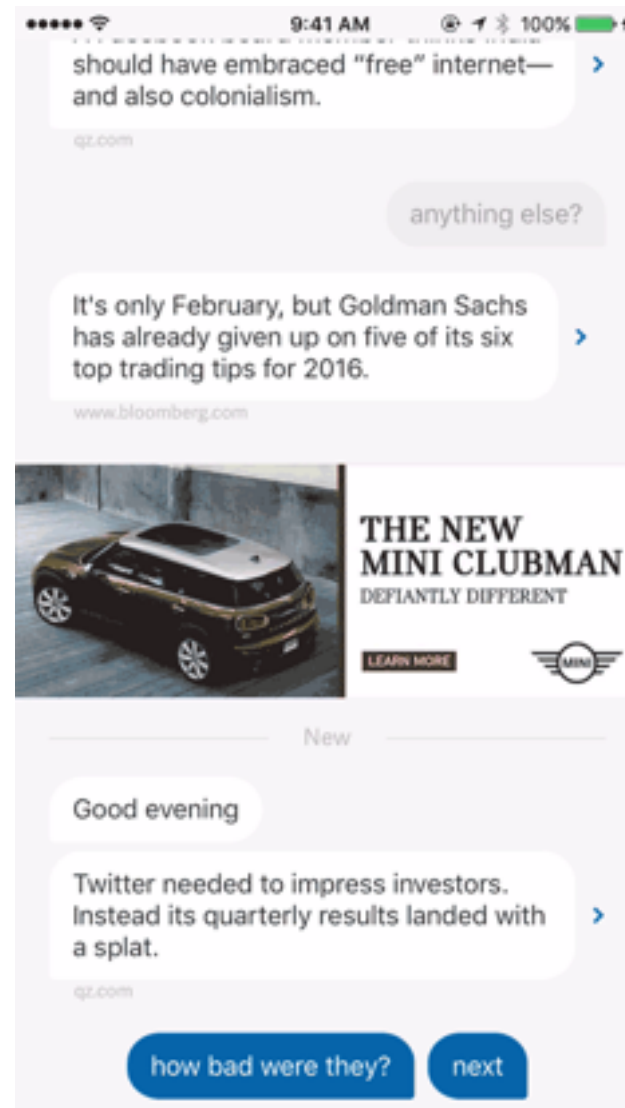 9:41 AM
100%
should have embraced "free" internet—
and also colonialism.
qz.com
anything else?
It's only February, but Goldman Sachs
has already given up on five of its six
top trading tips for 2016.
www.bloomberg.com
THE NEW
MINI CLUBMAN
DEFIANTLY DIFFERENT
LEARN MORE
MINI
New
Good evening
Twitter needed to impress investors.
Instead its quarterly results landed with
a splat.
qz.com
how bad were they?
next